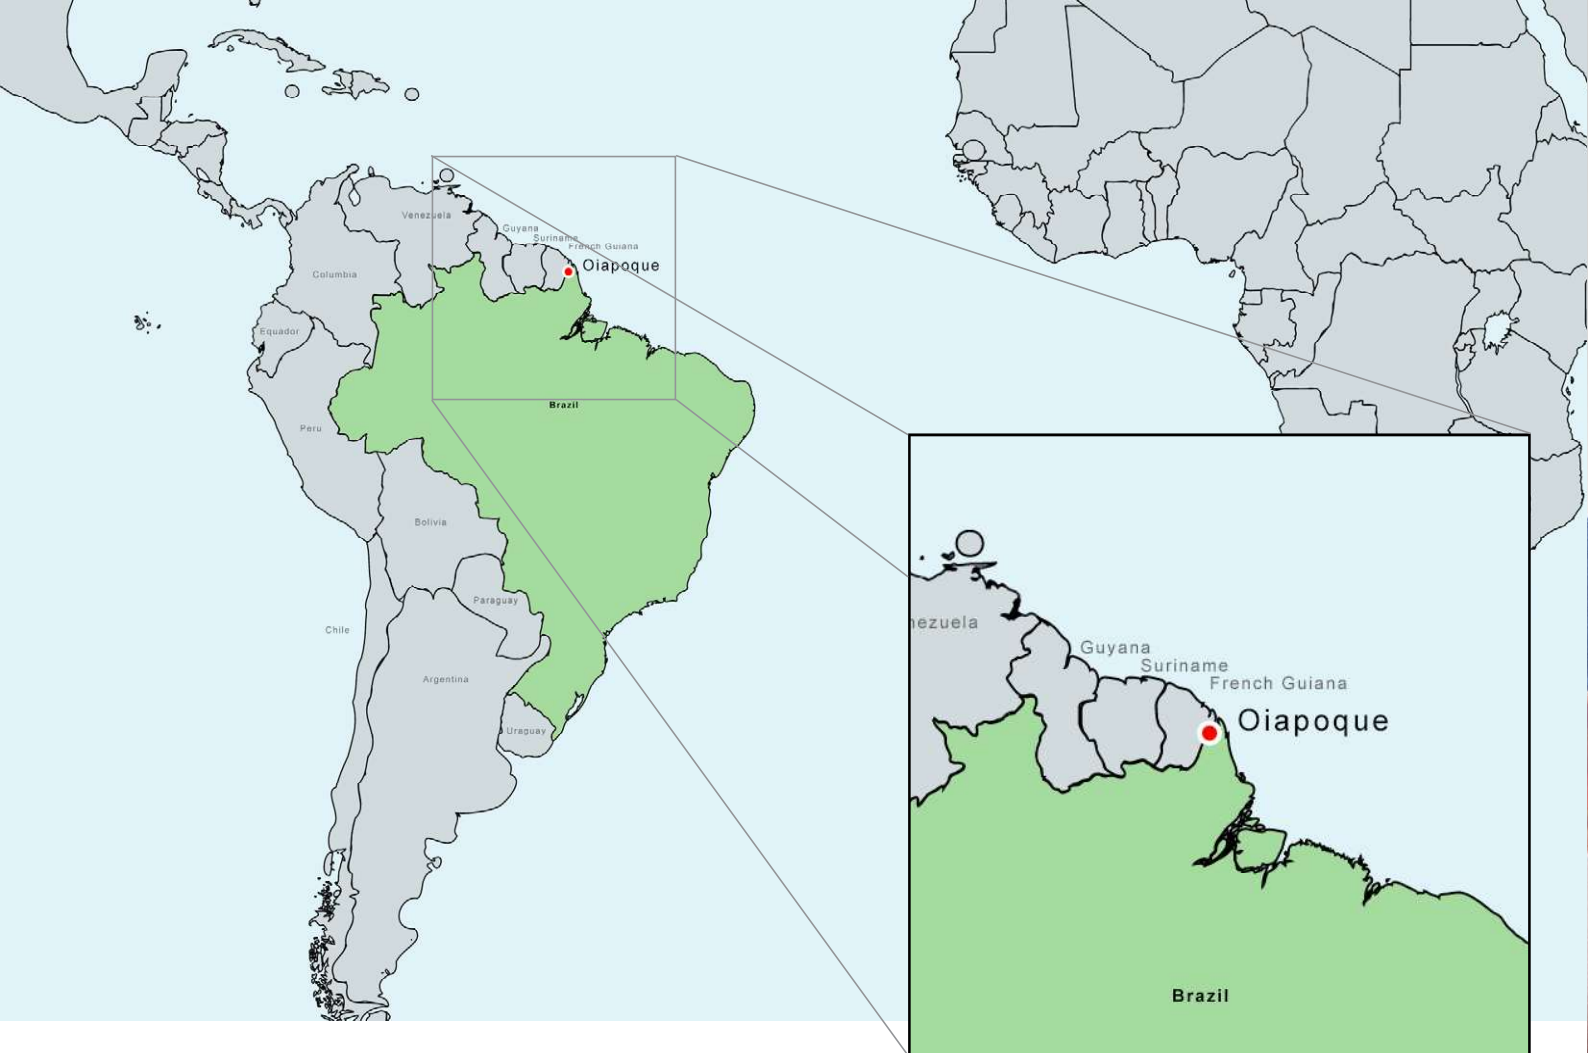 Venezuela
Guyana
Suriname
French Guiana
Oiapoque
Columbia
Equador
Brazil
Peru
Bolivia
Paraguay
Chile
Argentina
Uraguay
nezuela
Guyana
Suriname
French Guiana
Oiapoque
Brazil